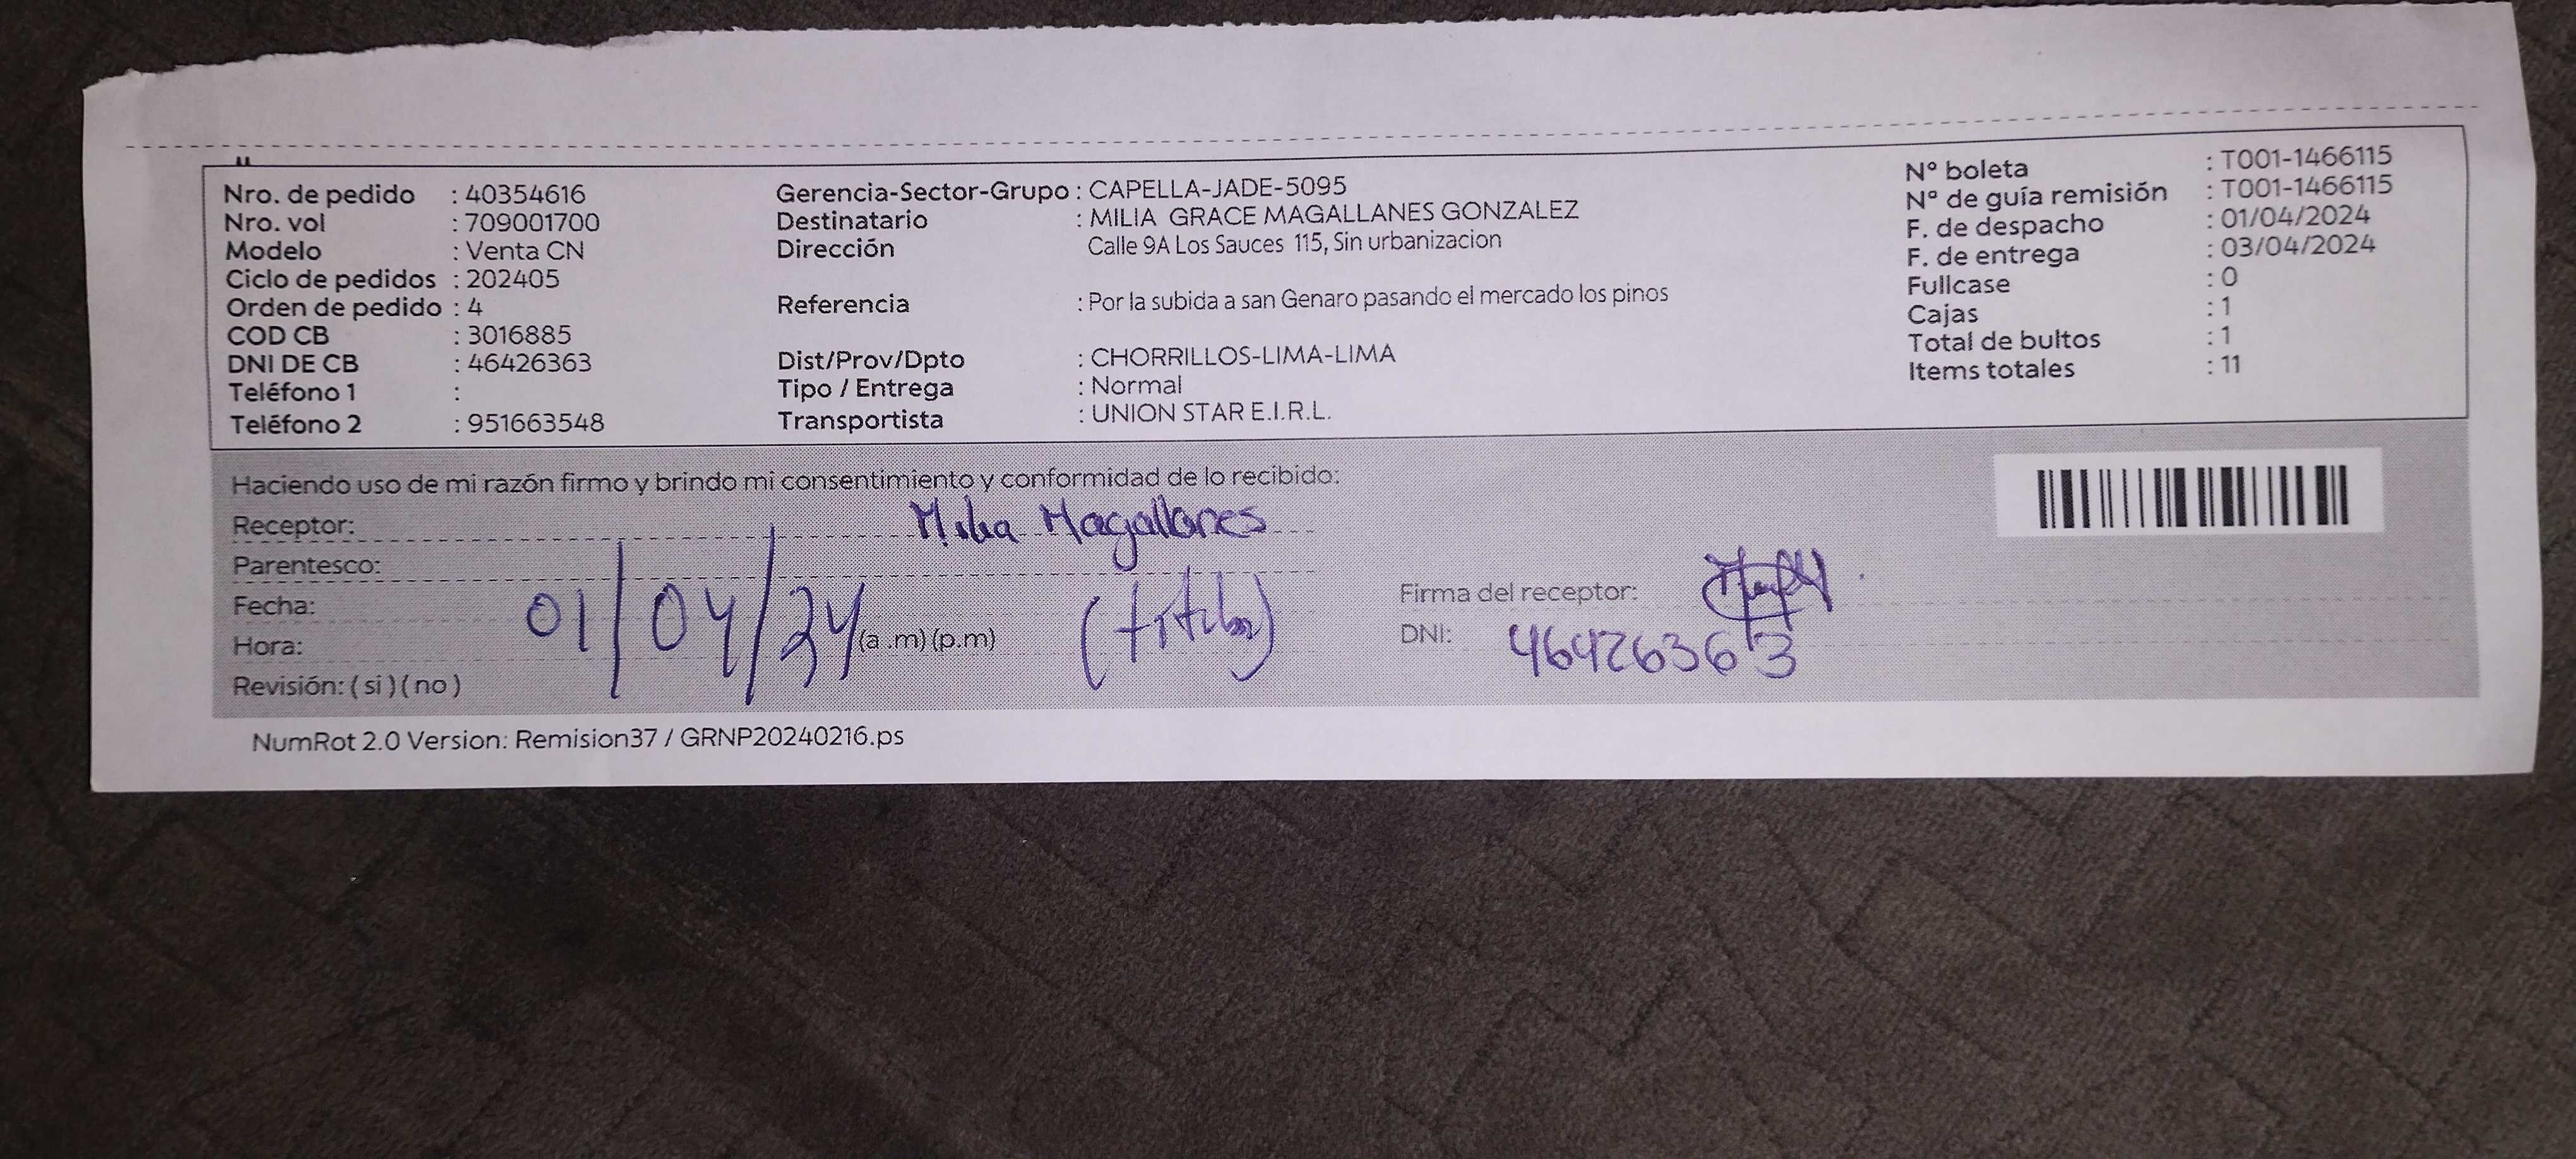 Nro. de pedido : 40354616
Nro. vol : 709001700
Modelo : Venta CN
Ciclo de pedidos : 202405
Orden de pedido : 4
COD CB : 3016885
DNI DE CB : 46426363
Teléfono 1 :
Teléfono 2 : 951663548
Gerencia-Sector-Grupo : CAPELLA-JADE-5095
Destinatario : MILIA GRACE MAGALLANES GONZALEZ
Dirección Calle 9A Los Sauces 115, Sin urbanizacion
Referencia : Por la subida a san Genaro pasando el mercado los pinos
Dist/Prov/Dpto : CHORRILLOS-LIMA-LIMA
Tipo / Entrega : Normal
Transportista : UNION STAR E.I.R.L.
Nº boleta : T001-1466115
Nº de guía remisión : T001-1466115
F. de despacho : 01/04/2024
F. de entrega : 03/04/2024
Fullcase : 0
Cajas : 1
Total de bultos : 1
Items totales : 11
Haciendo uso de mi razón firmo y brindo mi consentimiento y conformidad de lo recibido:
Receptor: Milia Magallanes
Parentesco:
Fecha: 01/04/24
Hora: (a .m) (p.m)
Revisión: ( si ) ( no )
Firma del receptor:
DNI: 46426363
NumRot 2.0 Version: Remision37 / GRNP20240216.ps